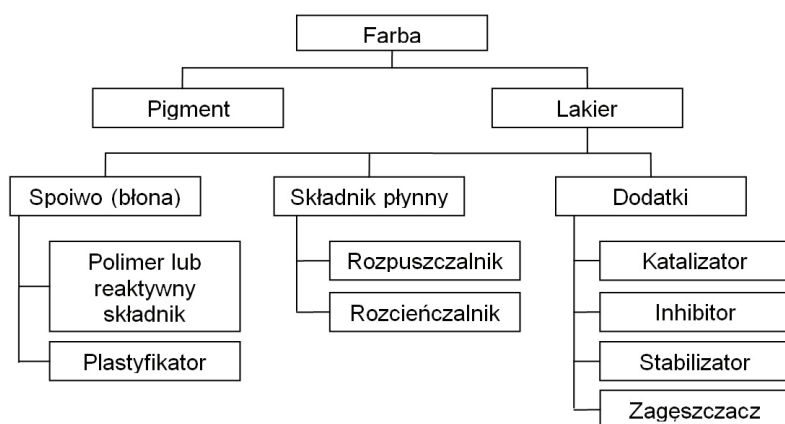 Farba
Pigment
Lakier
Spoiwo (błona)
Składnik płynny
Dodatki
Polimer lub
reaktywny
składnik
Plastyfikator
Rozpuszczalnik
Rozcieńczalnik
Katalizator
Inhibitor
Stabilizator
Zagęszczacz